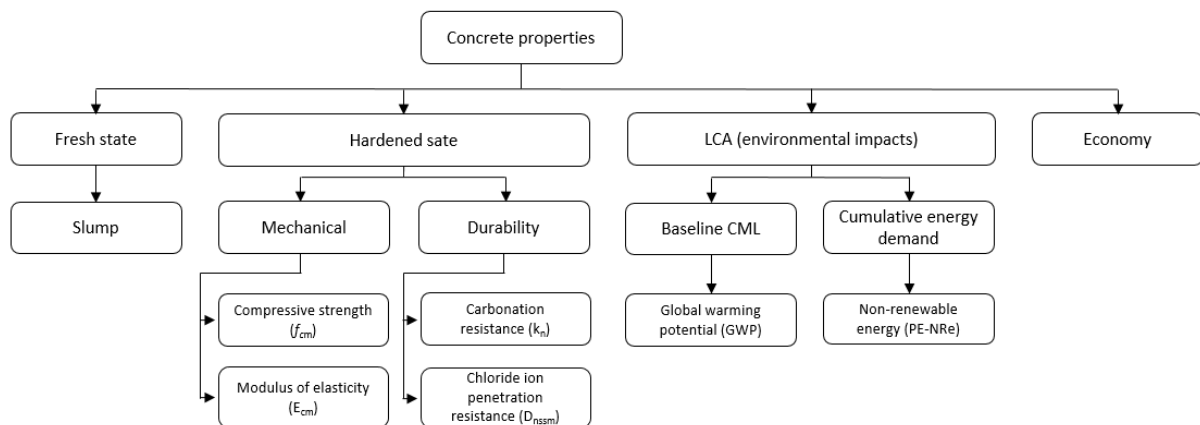 Concrete properties
Fresh state
Hardened sate
LCA (environmental impacts)
Economy
Slump
Mechanical
Durability
Baseline CML
Cumulative energy
demand
Compressive strength
(fcm)
Carbonation
resistance (kn)
Global warming
potential (GWP)
Non-renewable
energy (PE-NRe)
Modulus of elasticity
(Ecm)
Chloride ion
penetration
resistance (Dnssm)